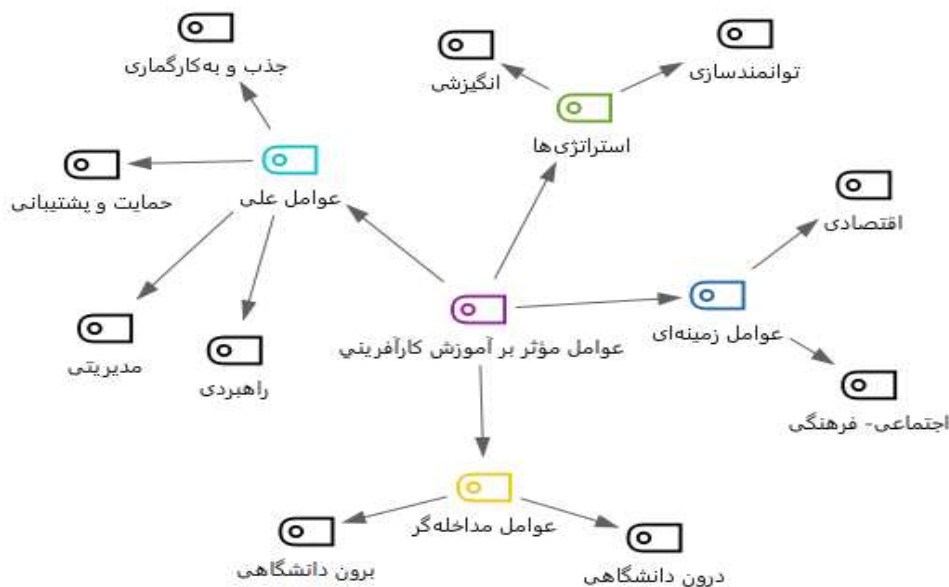 جذب و به‌کارگماری
انگیزشی
توانمندسازی
استراتژی‌ها
حمایت و پشتیبانی
عوامل علی
اقتصادی
مدیریتی
راهبردی
عوامل مؤثر بر آموزش کارآفرینی
عوامل زمینه‌ای
اجتماعی- فرهنگی
عوامل مداخله‌گر
برون دانشگاهی
درون دانشگاهی